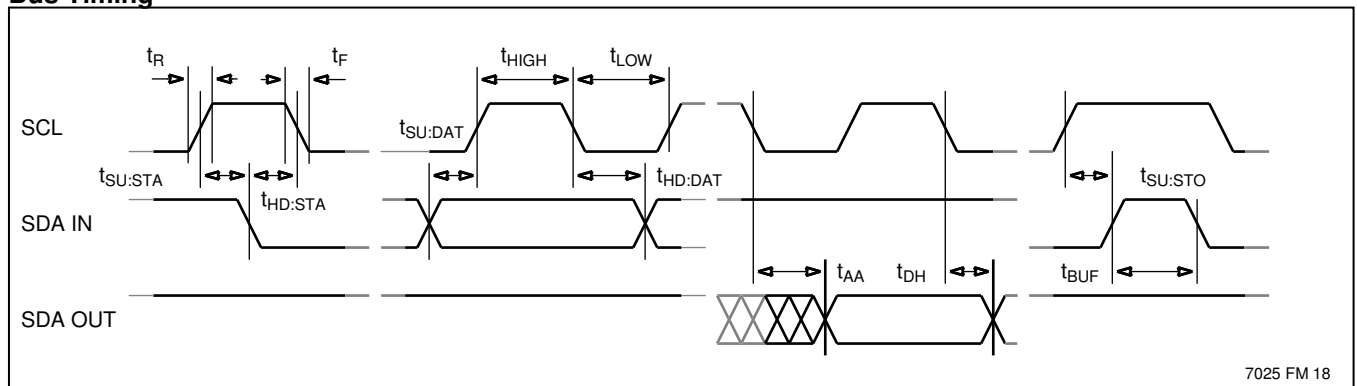 Bus Timing
tR tF tHIGH tLOW
SCL
tSU:DAT
tSU:STA tHD:STA tHD:DAT tSU:STO
SDA IN
tAA tDH tBUF
SDA OUT
7025 FM 18